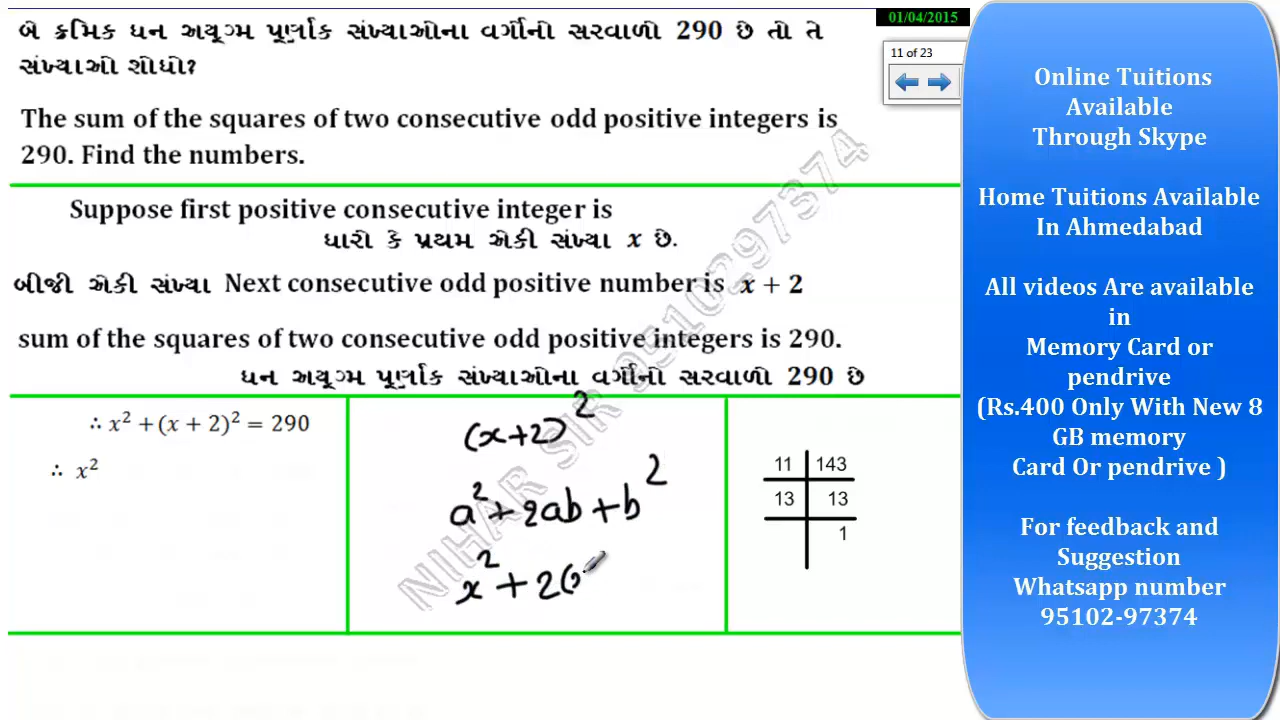 01/04/2015
બે ક્રમિક ધન અયૂગ્મ પૂર્ણાંક સંખ્યાઓના વર્ગોનો સરવાળો 290 છે તો તે
સંખ્યાઓ શોધો?
11 of 23
The sum of the squares of two consecutive odd positive integers is
290. Find the numbers.
Suppose first positive consecutive integer is
ધારો કે પ્રથમ એકી સંખ્યા x છે.
બીજી એકી સંખ્યા Next consecutive odd positive number is x + 2
sum of the squares of two consecutive odd positive integers is 290.
ધન અયૂગ્મ પૂર્ણાંક સંખ્યાઓના વર્ગોનો સરવાળો 290 છે
∴ x² + (x + 2)² = 290
∴ x²
(x+2)²
a² + 2ab + b²
x² + 2(
11 143
13 13
1
NIHAR SIR 9510297374
Online Tuitions
Available
Through Skype
Home Tuitions Available
In Ahmedabad
All videos Are available
in
Memory Card or
pendrive
(Rs.400 Only With New 8
GB memory
Card Or pendrive )
For feedback and
Suggestion
Whatsapp number
95102-97374